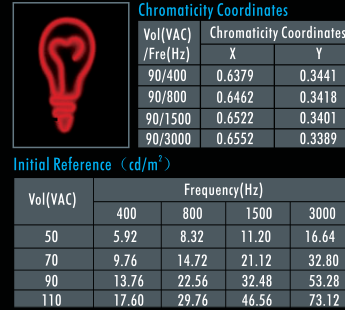 Chromaticity Coordinates
Vol(VAC) /Fre(Hz) Chromaticity Coordinates
X Y
90/400 0.6379 0.3441
90/800 0.6462 0.3418
90/1500 0.6522 0.3401
90/3000 0.6552 0.3389
Initial Reference（cd/m²）
Vol(VAC) Frequency(Hz)
400 800 1500 3000
50 5.92 8.32 11.20 16.64
70 9.76 14.72 21.12 32.80
90 13.76 22.56 32.48 53.28
110 17.60 29.76 46.56 73.12